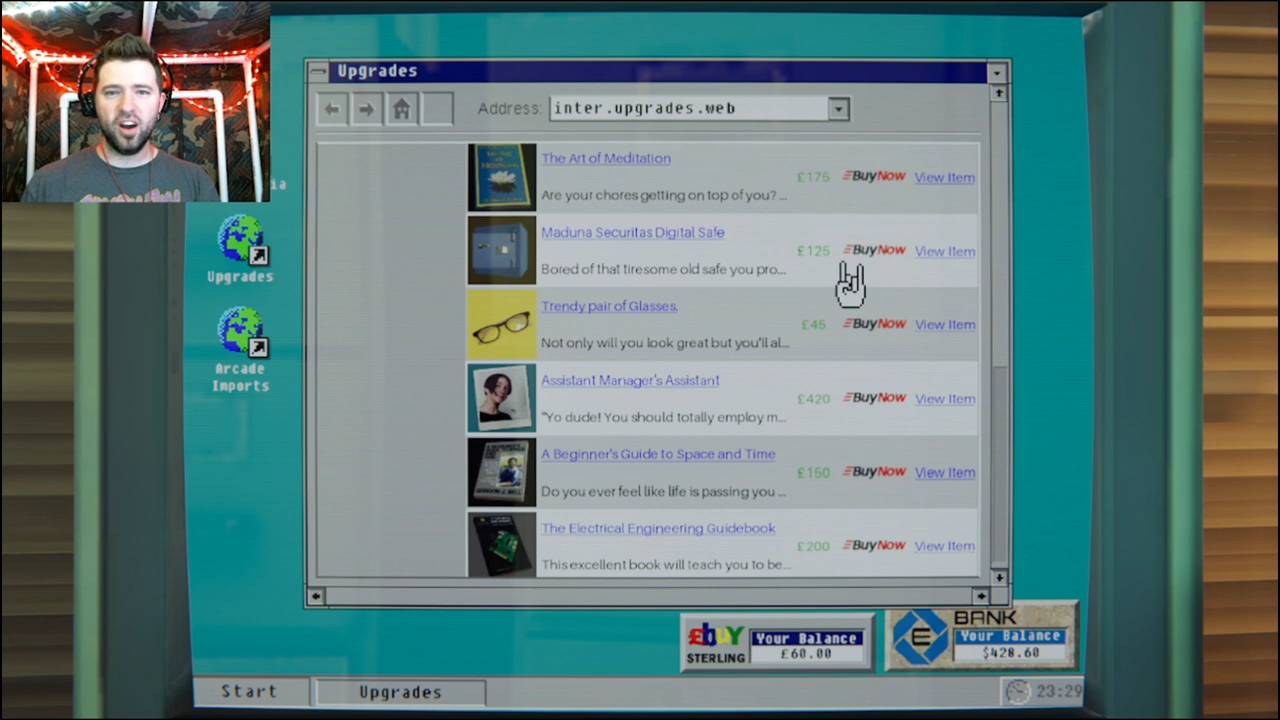 Upgrades
Address: inter.upgrades.web
The Art of Meditation
Are your chores getting on top of you? ...
£175 BuyNow View Item
Maduna Securitas Digital Safe
Bored of that tiresome old safe you pro...
£125 BuyNow View Item
Trendy pair of Glasses.
Not only will you look great but you'll al...
£45 BuyNow View Item
Assistant Manager's Assistant
"Yo dude! You should totally employ m...
£420 BuyNow View Item
A Beginner's Guide to Space and Time
Do you ever feel like life is passing you ...
£150 BuyNow View Item
The Electrical Engineering Guidebook
This excellent book will teach you to be...
£200 BuyNow View Item
ia
Upgrades
Arcade
Imports
£buY
STERLING
Your Balance
£60.00
E
BANK
Your Balance
$428.60
Start
Upgrades
23:29